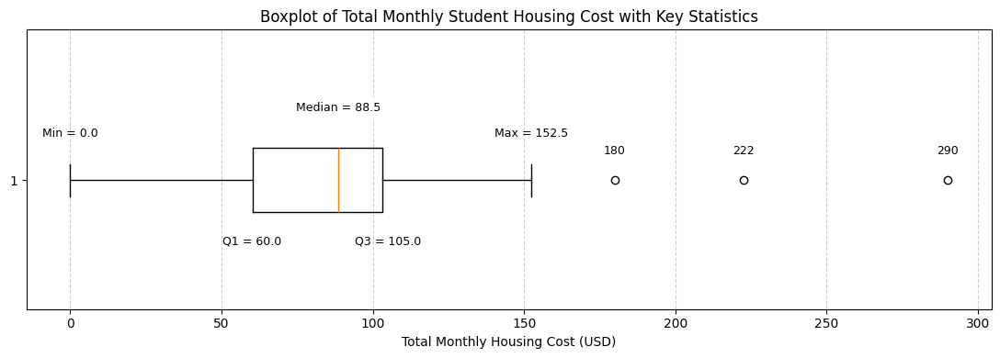 Boxplot of Total Monthly Student Housing Cost with Key Statistics
Median = 88.5
Min = 0.0
Max = 152.5
180
222
290
1
Q1 = 60.0
Q3 = 105.0
0
50
100
150
200
250
300
Total Monthly Housing Cost (USD)